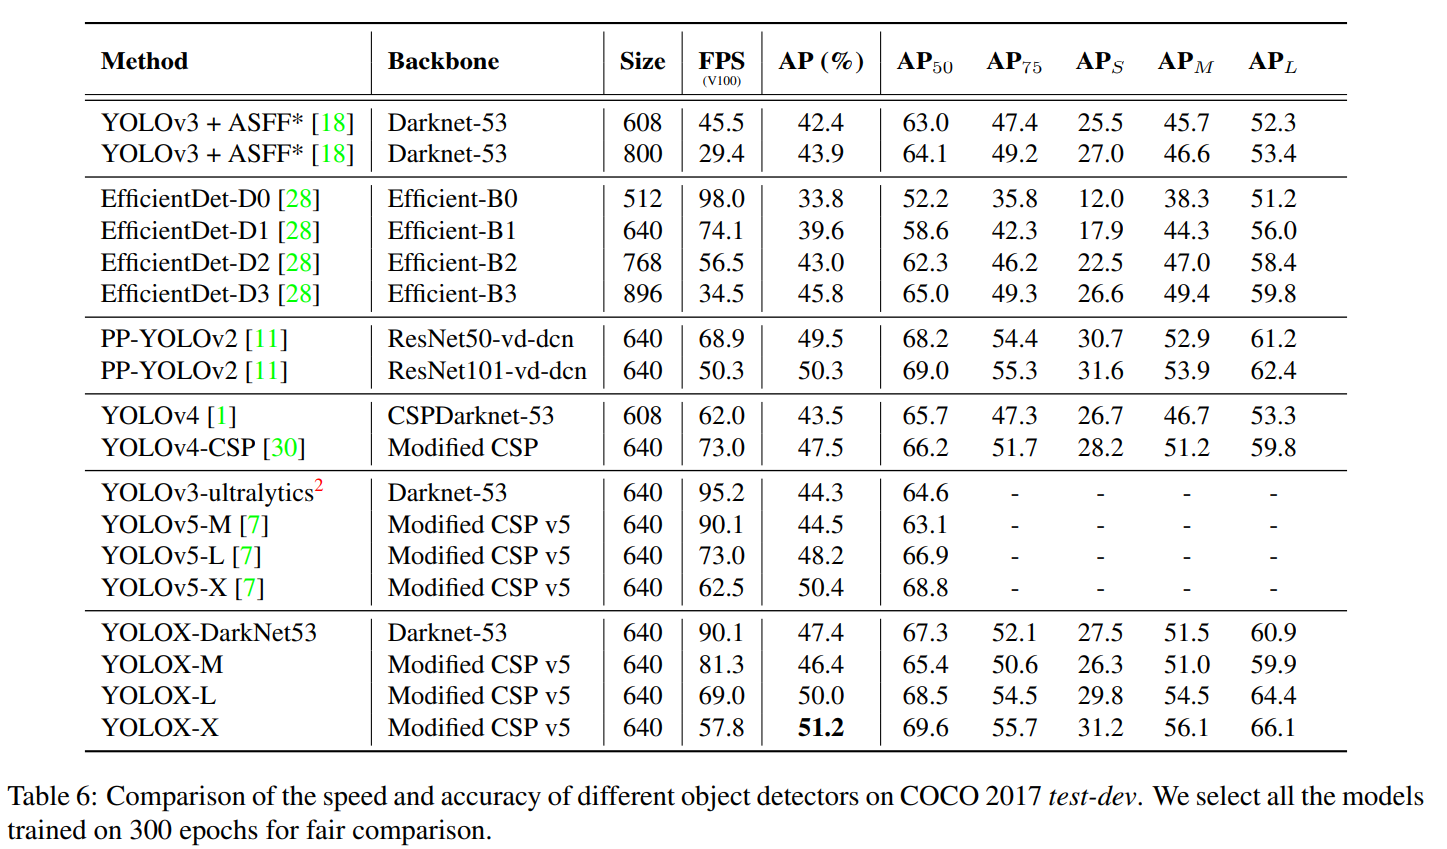 Method Backbone Size FPS (V100) AP (%) AP50 AP75 APS APM APL
YOLOv3 + ASFF* [18] Darknet-53 608 45.5 42.4 63.0 47.4 25.5 45.7 52.3
YOLOv3 + ASFF* [18] Darknet-53 800 29.4 43.9 64.1 49.2 27.0 46.6 53.4
EfficientDet-D0 [28] Efficient-B0 512 98.0 33.8 52.2 35.8 12.0 38.3 51.2
EfficientDet-D1 [28] Efficient-B1 640 74.1 39.6 58.6 42.3 17.9 44.3 56.0
EfficientDet-D2 [28] Efficient-B2 768 56.5 43.0 62.3 46.2 22.5 47.0 58.4
EfficientDet-D3 [28] Efficient-B3 896 34.5 45.8 65.0 49.3 26.6 49.4 59.8
PP-YOLOv2 [11] ResNet50-vd-dcn 640 68.9 49.5 68.2 54.4 30.7 52.9 61.2
PP-YOLOv2 [11] ResNet101-vd-dcn 640 50.3 50.3 69.0 55.3 31.6 53.9 62.4
YOLOv4 [1] CSPDarknet-53 608 62.0 43.5 65.7 47.3 26.7 46.7 53.3
YOLOv4-CSP [30] Modified CSP 640 73.0 47.5 66.2 51.7 28.2 51.2 59.8
YOLOv3-ultralytics2 Darknet-53 640 95.2 44.3 64.6 - - - -
YOLOv5-M [7] Modified CSP v5 640 90.1 44.5 63.1 - - - -
YOLOv5-L [7] Modified CSP v5 640 73.0 48.2 66.9 - - - -
YOLOv5-X [7] Modified CSP v5 640 62.5 50.4 68.8 - - - -
YOLOX-DarkNet53 Darknet-53 640 90.1 47.4 67.3 52.1 27.5 51.5 60.9
YOLOX-M Modified CSP v5 640 81.3 46.4 65.4 50.6 26.3 51.0 59.9
YOLOX-L Modified CSP v5 640 69.0 50.0 68.5 54.5 29.8 54.5 64.4
YOLOX-X Modified CSP v5 640 57.8 51.2 69.6 55.7 31.2 56.1 66.1
Table 6: Comparison of the speed and accuracy of different object detectors on COCO 2017 test-dev. We select all the models
trained on 300 epochs for fair comparison.